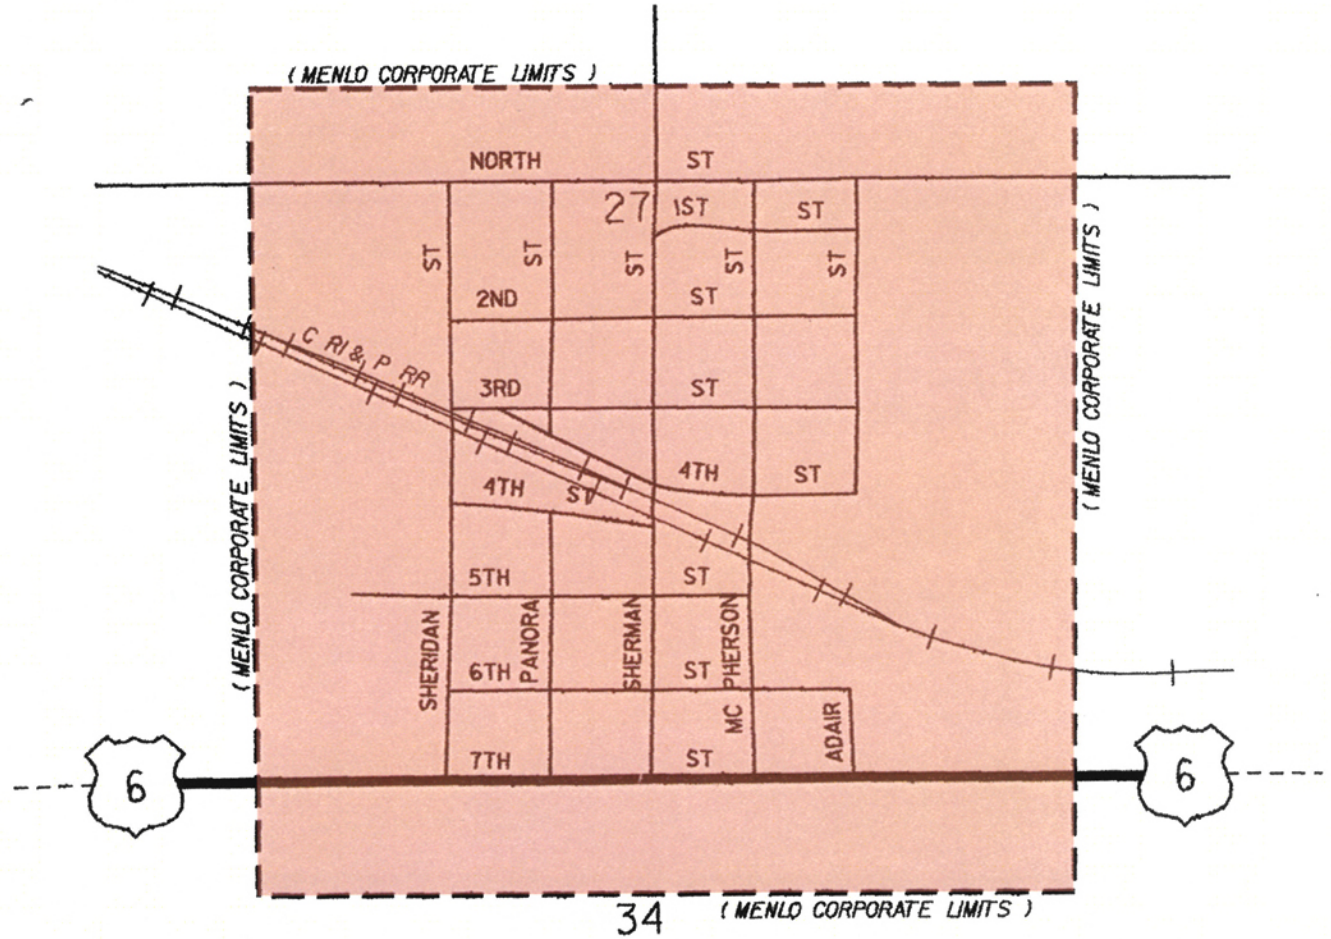 ( MENLO CORPORATE LIMITS )
NORTH ST
27 1ST ST
ST ST ST ST ST
2ND ST
C RI & P RR
3RD ST
4TH ST
4TH ST
5TH ST
SHERIDAN PANORA SHERMAN MC PHERSON ADAIR
6TH ST
7TH ST
( MENLO CORPORATE LIMITS )
( MENLO CORPORATE LIMITS )
6 6
34 ( MENLO CORPORATE LIMITS )